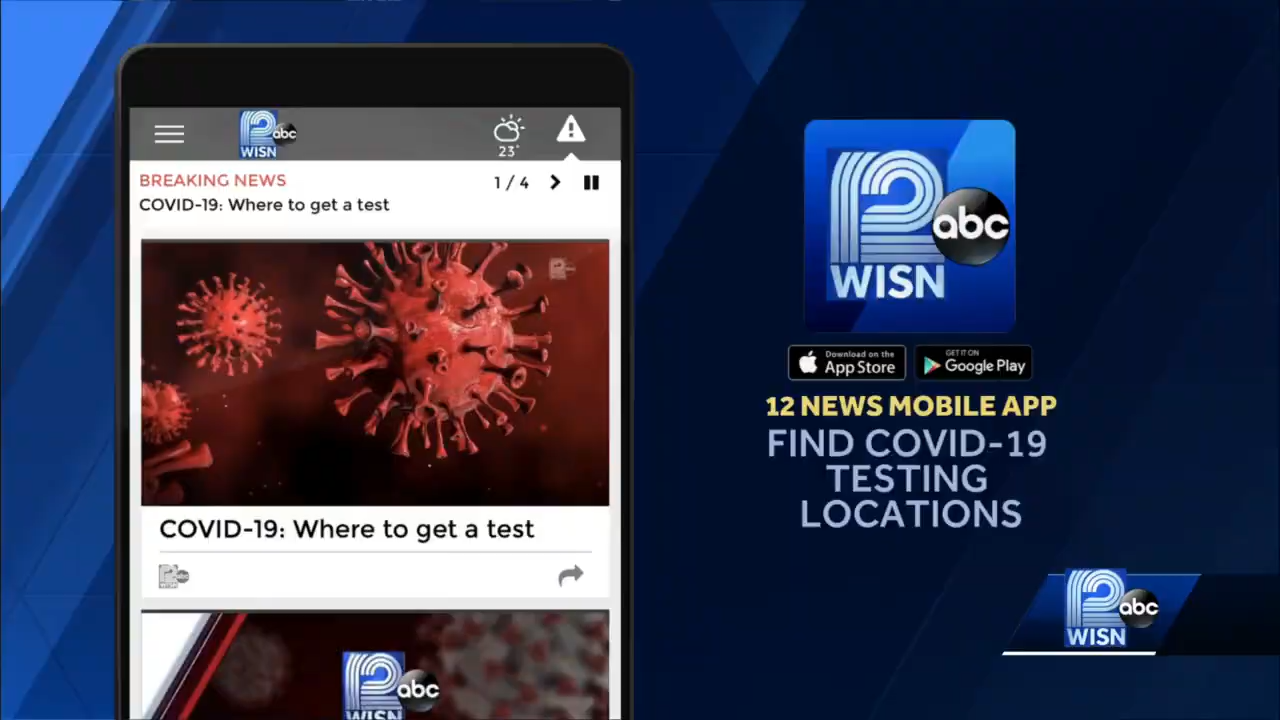 12 abc
WISN
23°
BREAKING NEWS
1 / 4
COVID-19: Where to get a test
COVID-19: Where to get a test
12 abc
WISN
12 abc
WISN
Download on the
App Store
GET IT ON
Google Play
12 NEWS MOBILE APP
FIND COVID-19
TESTING
LOCATIONS
12 abc
WISN